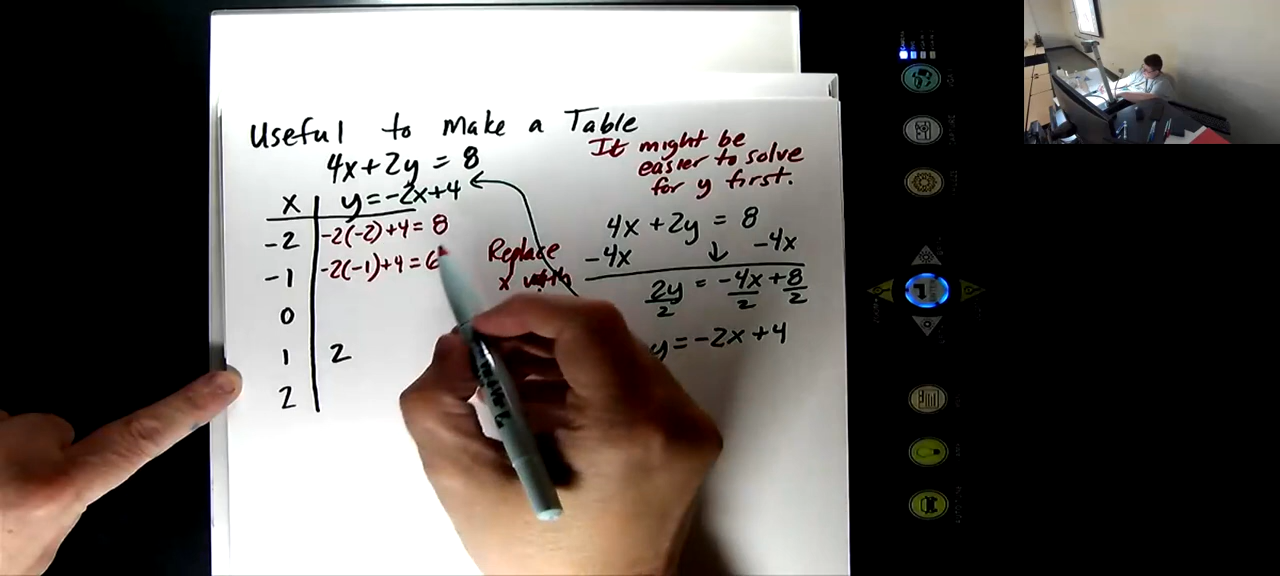 Useful to Make a Table
4x+2y = 8
x y=-2x+4
-2 -2(-2)+4=8
-1 -2(-1)+4=6
0
1 2
2
Replace
x with
It might be
easier to solve
for y first.
4x+2y = 8
-4x -4x
2y = -4x+8
2 2 2
y=-2x+4